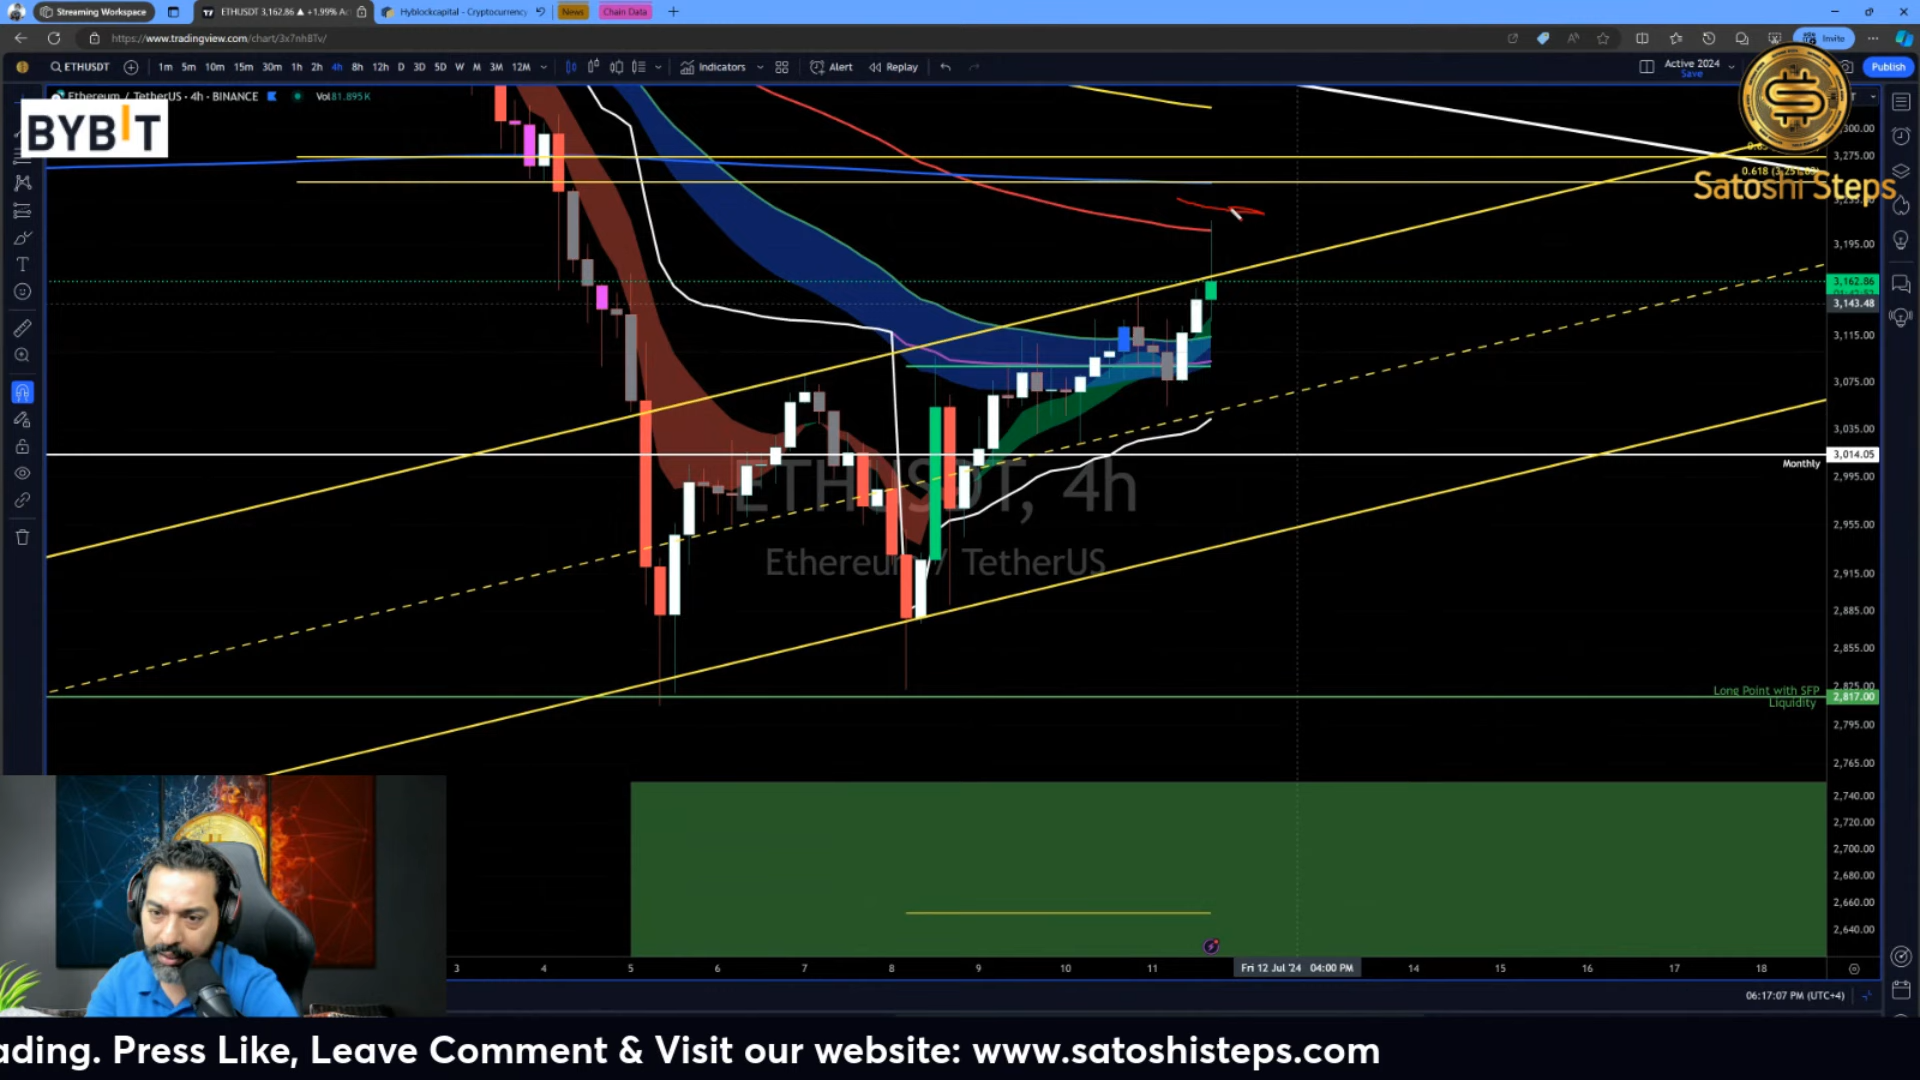 Streaming Workspace
ETHUSDT 3,162.86 ▲ +1.99% Ac
Hyblockcapital - Cryptocurrency
News
Chain Data
https://www.tradingview.com/chart/3x7nhBTv/
Invite
ETHUSDT
1m 5m 10m 15m 30m 1h 2h 4h 8h 12h D 3D 5D W M 3M 12M
Indicators
Alert
Replay
Active 2024
Save
Publish
Ethereum / TetherUS · 4h · BINANCE
Vol 81.895K
BYBIT
Satoshi Steps
3,275.00
3,195.00
3,162.86
3,143.48
3,115.00
3,075.00
3,035.00
3,014.05
Monthly
2,995.00
2,955.00
2,915.00
2,885.00
2,855.00
2,825.00
Long Point with SFP
Liquidity
2,817.00
2,795.00
2,765.00
2,740.00
2,720.00
2,700.00
2,680.00
2,660.00
2,640.00
ETHUSDT, 4h
Ethereum / TetherUS
3 4 5 6 7 8 9 10 11 Fri 12 Jul '24 04:00 PM 14 15 16 17 18
06:17:07 PM (UTC+4)
ading. Press Like, Leave Comment & Visit our website: www.satoshisteps.com